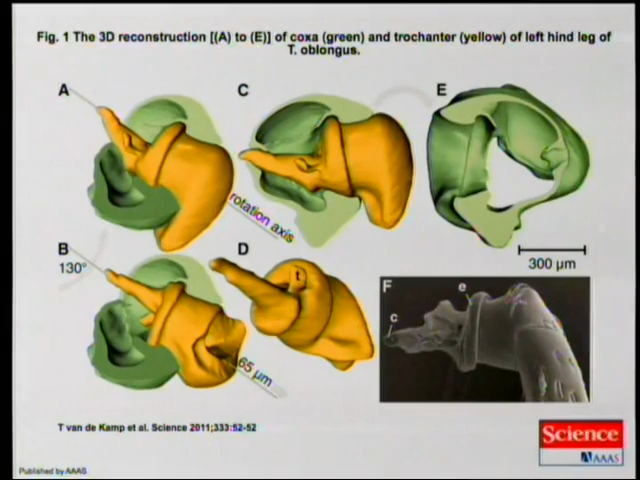 Fig. 1 The 3D reconstruction [(A) to (E)] of coxa (green) and trochanter (yellow) of left hind leg of
T. oblongus.
A
C
E
rotation axis
B
130°
D
t
300 µm
65 µm
F
e
c
T van de Kamp et al. Science 2011;333:52-52
Science
AAAS
Published by AAAS